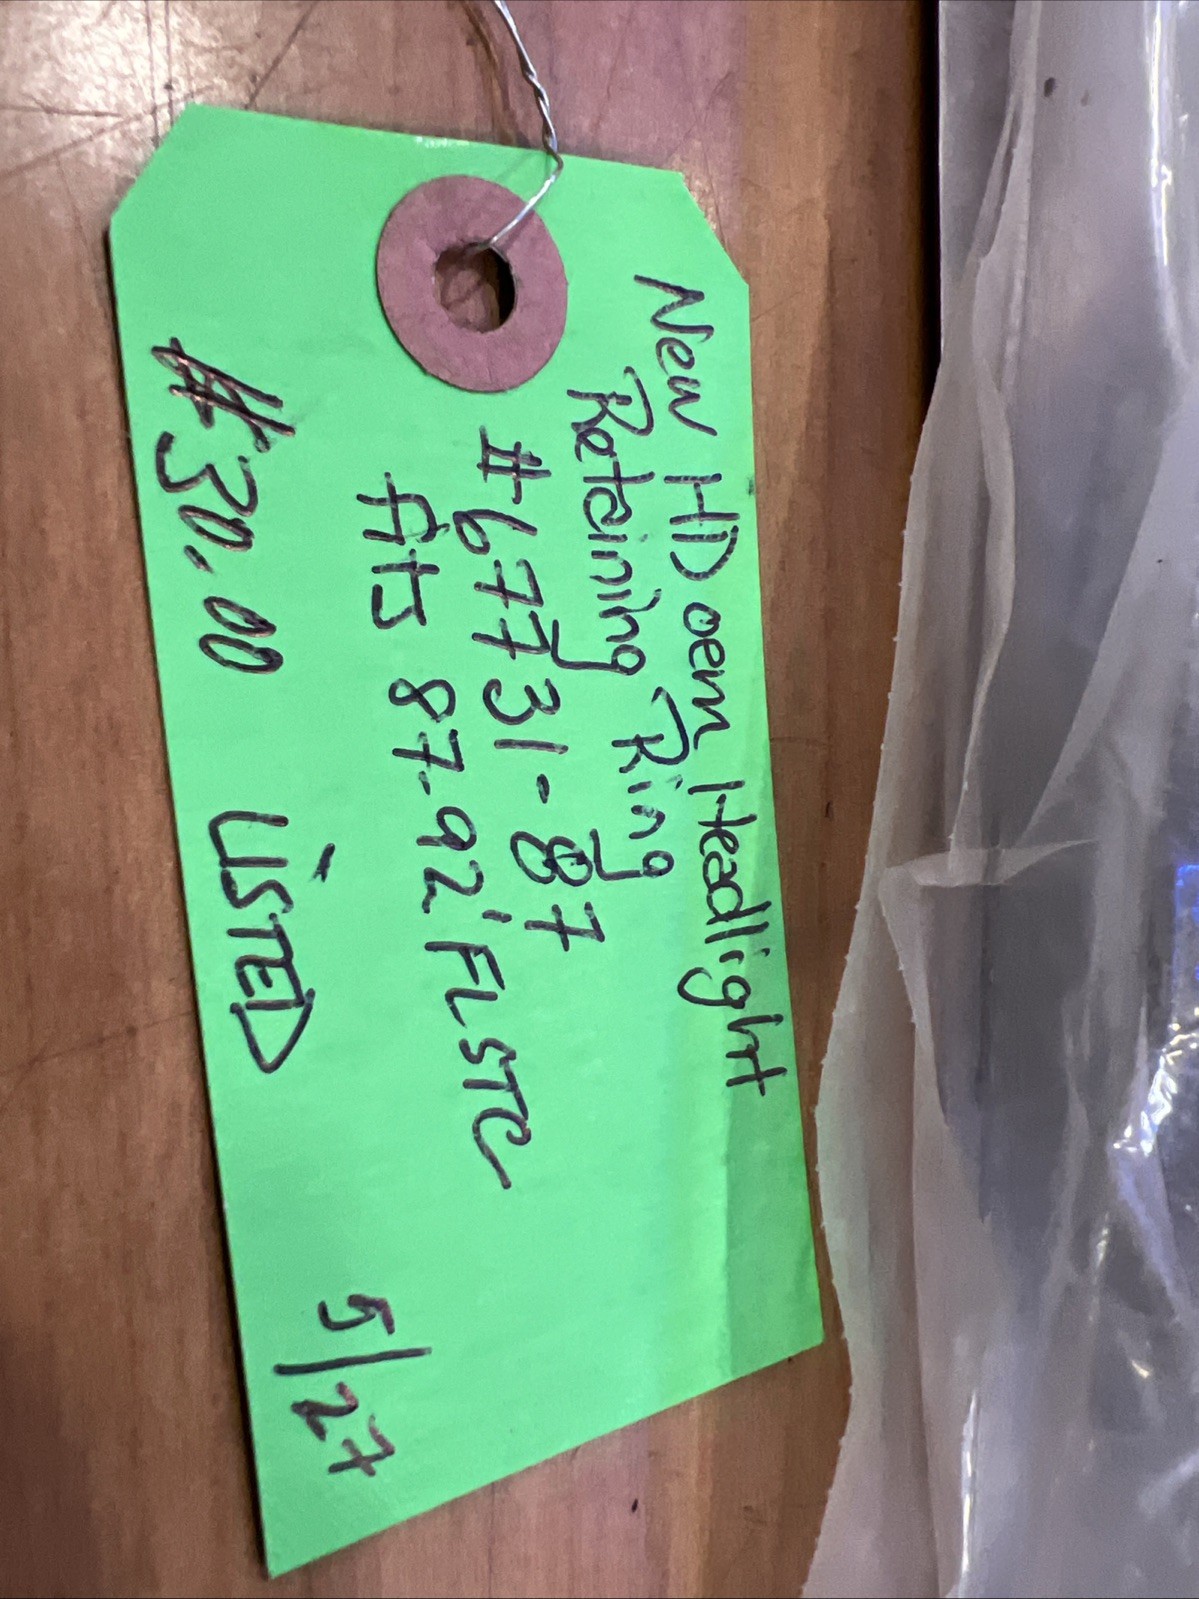 New HD oem Headlight
Retaining Ring
#67731-87
fits 87-92' FLSTC
$30.00 LISTED
5/27